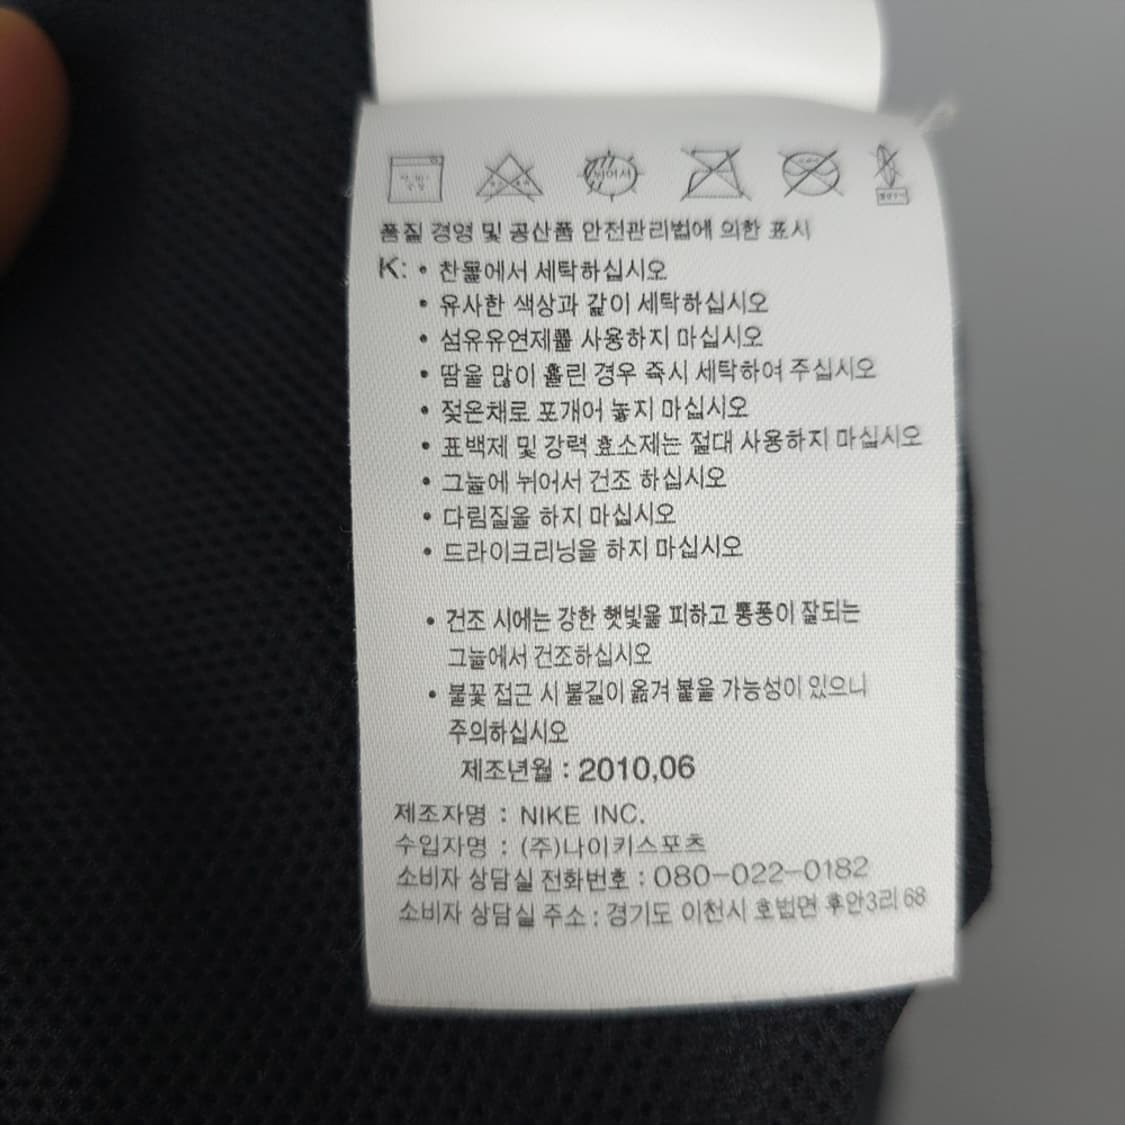 뉘어서
품질 경영 및 공산품 안전관리법에 의한 표시
K: • 찬물에서 세탁하십시오
• 유사한 색상과 같이 세탁하십시오
• 섬유유연제를 사용하지 마십시오
• 땀을 많이 흘린 경우 즉시 세탁하여 주십시오
• 젖은채로 포개어 놓지 마십시오
• 표백제 및 강력 효소제는 절대 사용하지 마십시오
• 그늘에 뉘어서 건조 하십시오
• 다림질을 하지 마십시오
• 드라이크리닝을 하지 마십시오
• 건조 시에는 강한 햇빛을 피하고 통풍이 잘되는
그늘에서 건조하십시오
• 불꽃 접근 시 불길이 옮겨 붙을 가능성이 있으니
주의하십시오
제조년월 : 2010,06
제조자명 : NIKE INC.
수입자명 : (주)나이키스포츠
소비자 상담실 전화번호 : 080-022-0182
소비자 상담실 주소 : 경기도 이천시 호법면 후안3리 68